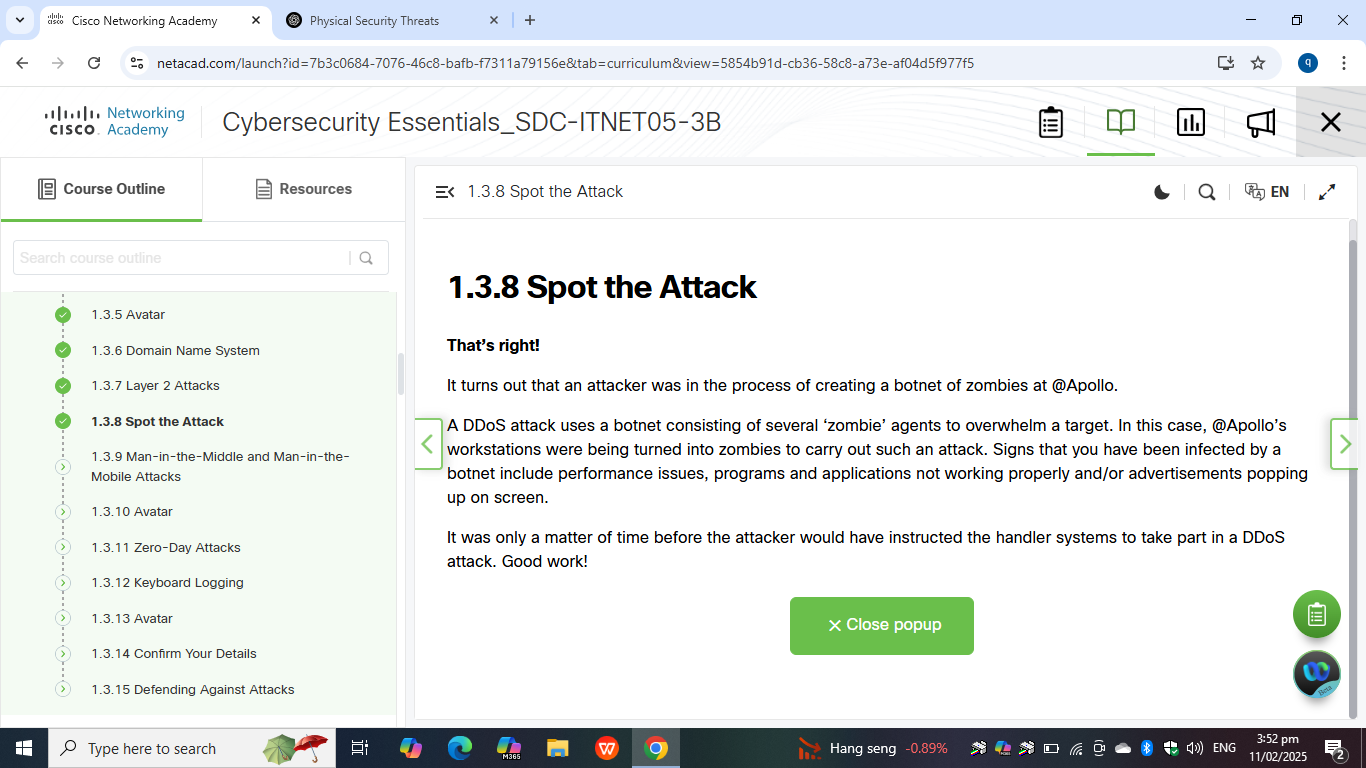 Cisco Networking Academy
Physical Security Threats
netacad.com/launch?id=7b3c0684-7076-46c8-bafb-f7311a79156e&tab=curriculum&view=5854b91d-cb36-58c8-a73e-af04d5f977f5
q
CISCO
Networking
Academy
Cybersecurity Essentials_SDC-ITNET05-3B
Course Outline
Resources
1.3.8 Spot the Attack
EN
Search course outline
1.3.5 Avatar
1.3.6 Domain Name System
1.3.7 Layer 2 Attacks
1.3.8 Spot the Attack
1.3.9 Man-in-the-Middle and Man-in-the-
Mobile Attacks
1.3.10 Avatar
1.3.11 Zero-Day Attacks
1.3.12 Keyboard Logging
1.3.13 Avatar
1.3.14 Confirm Your Details
1.3.15 Defending Against Attacks
1.3.8 Spot the Attack
That’s right!
It turns out that an attacker was in the process of creating a botnet of zombies at @Apollo.
A DDoS attack uses a botnet consisting of several ‘zombie’ agents to overwhelm a target. In this case, @Apollo’s
workstations were being turned into zombies to carry out such an attack. Signs that you have been infected by a
botnet include performance issues, programs and applications not working properly and/or advertisements popping
up on screen.
It was only a matter of time before the attacker would have instructed the handler systems to take part in a DDoS
attack. Good work!
Close popup
Beta
Type here to search
M365
Hang seng -0.89%
ENG
3:52 pm
11/02/2025
2